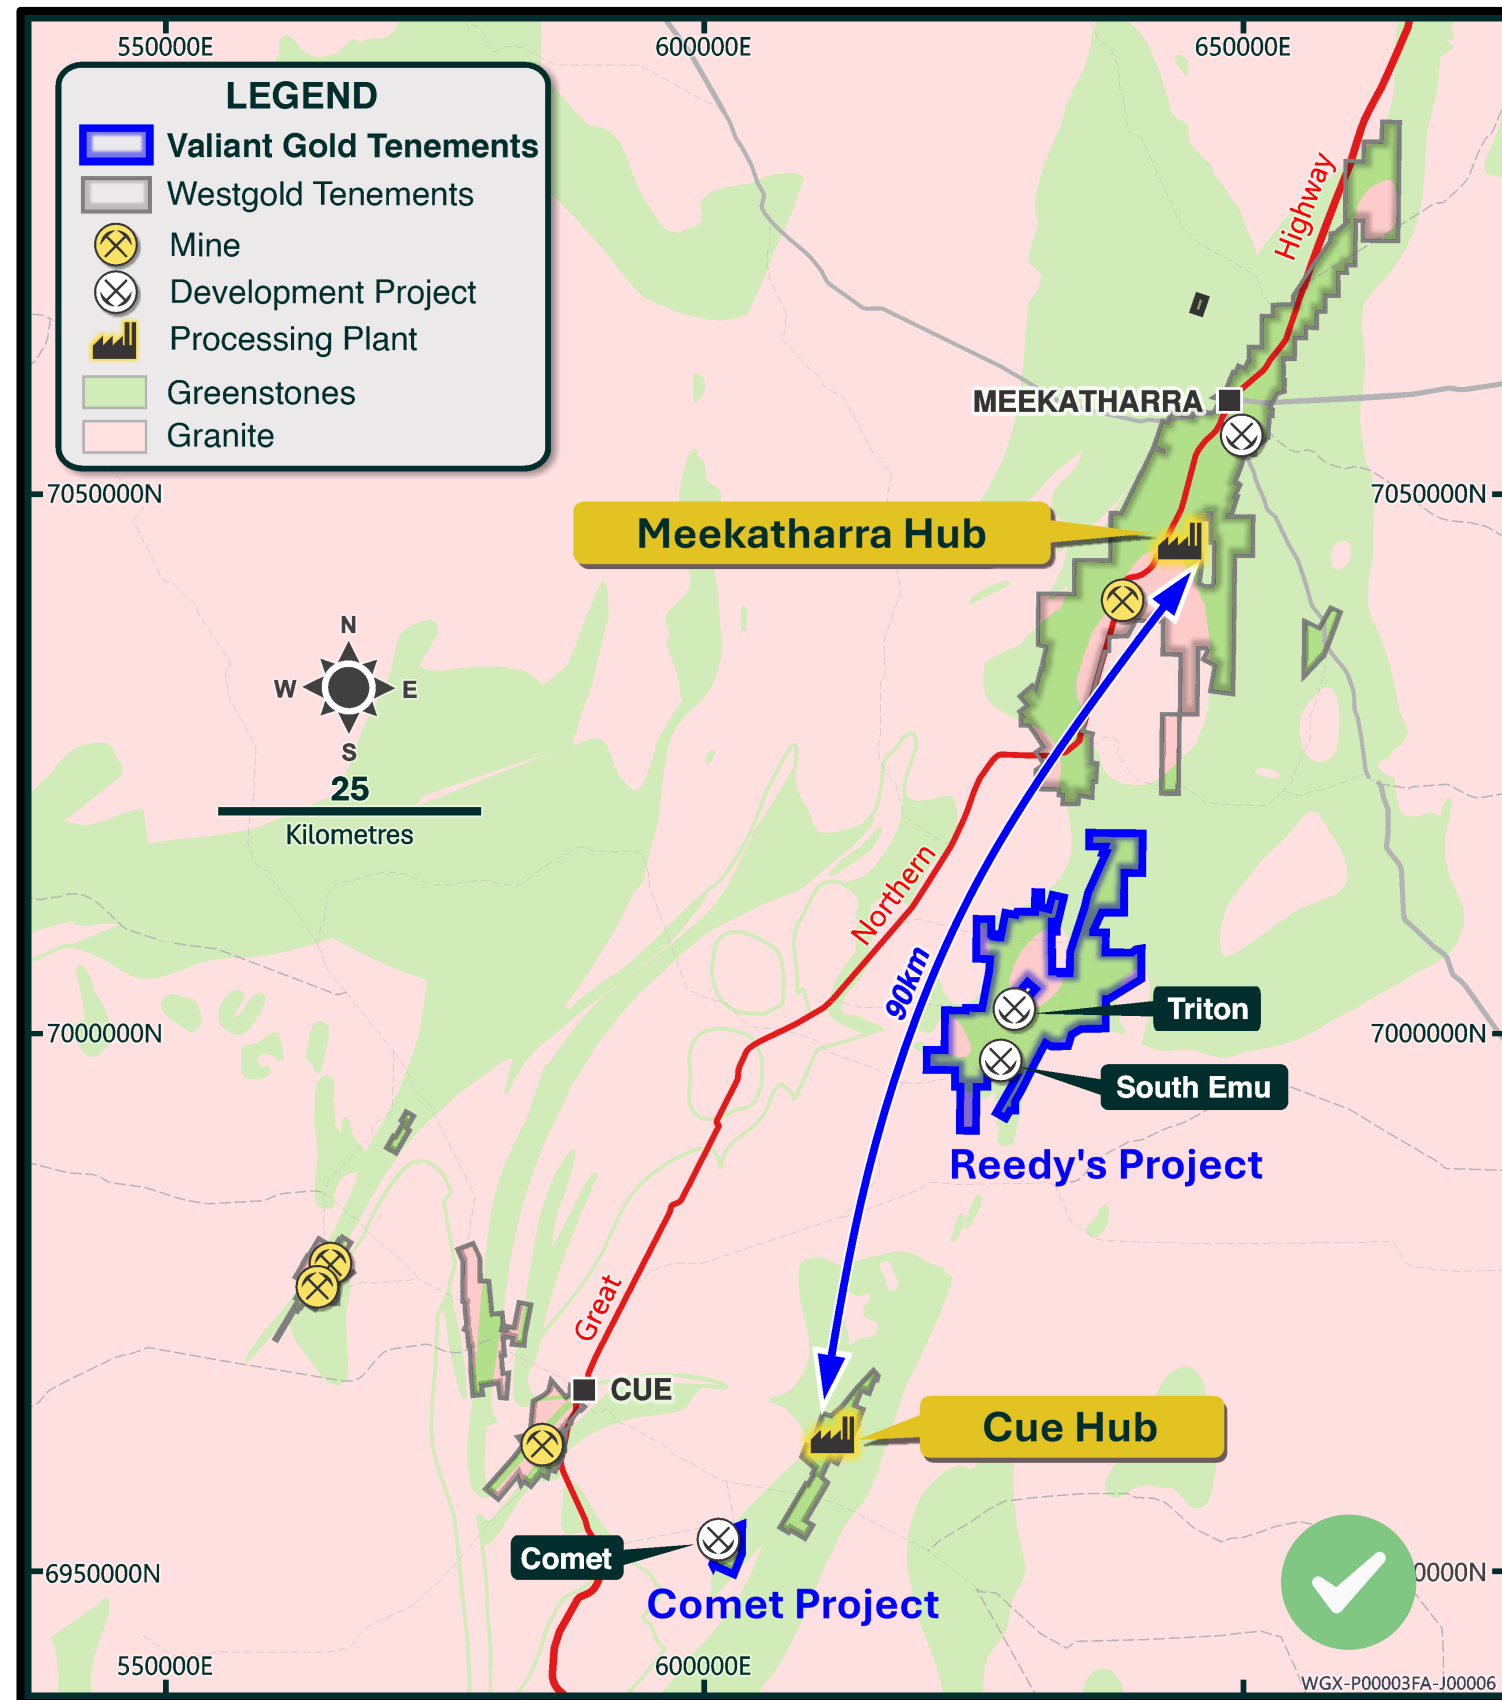 550000E
600000E
650000E
LEGEND
Valiant Gold Tenements
Westgold Tenements
Mine
Development Project
Processing Plant
Greenstones
Granite
Highway
MEEKATHARRA
7050000N
7050000N
Meekatharra Hub
N
W
E
S
25
Kilometres
Northern
90km
Triton
7000000N
7000000N
South Emu
Reedy's Project
Great
CUE
Cue Hub
Comet
6950000N
0000N
Comet Project
550000E
600000E
WGX-P00003FA-J00006